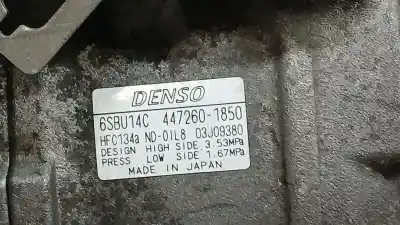 DENSO
6SBU14C 447260-1850
HFC134a ND-OIL8 03J09380
DESIGN HIGH SIDE 3.53MPa
PRESS LOW SIDE 1.67MPa
MADE IN JAPAN